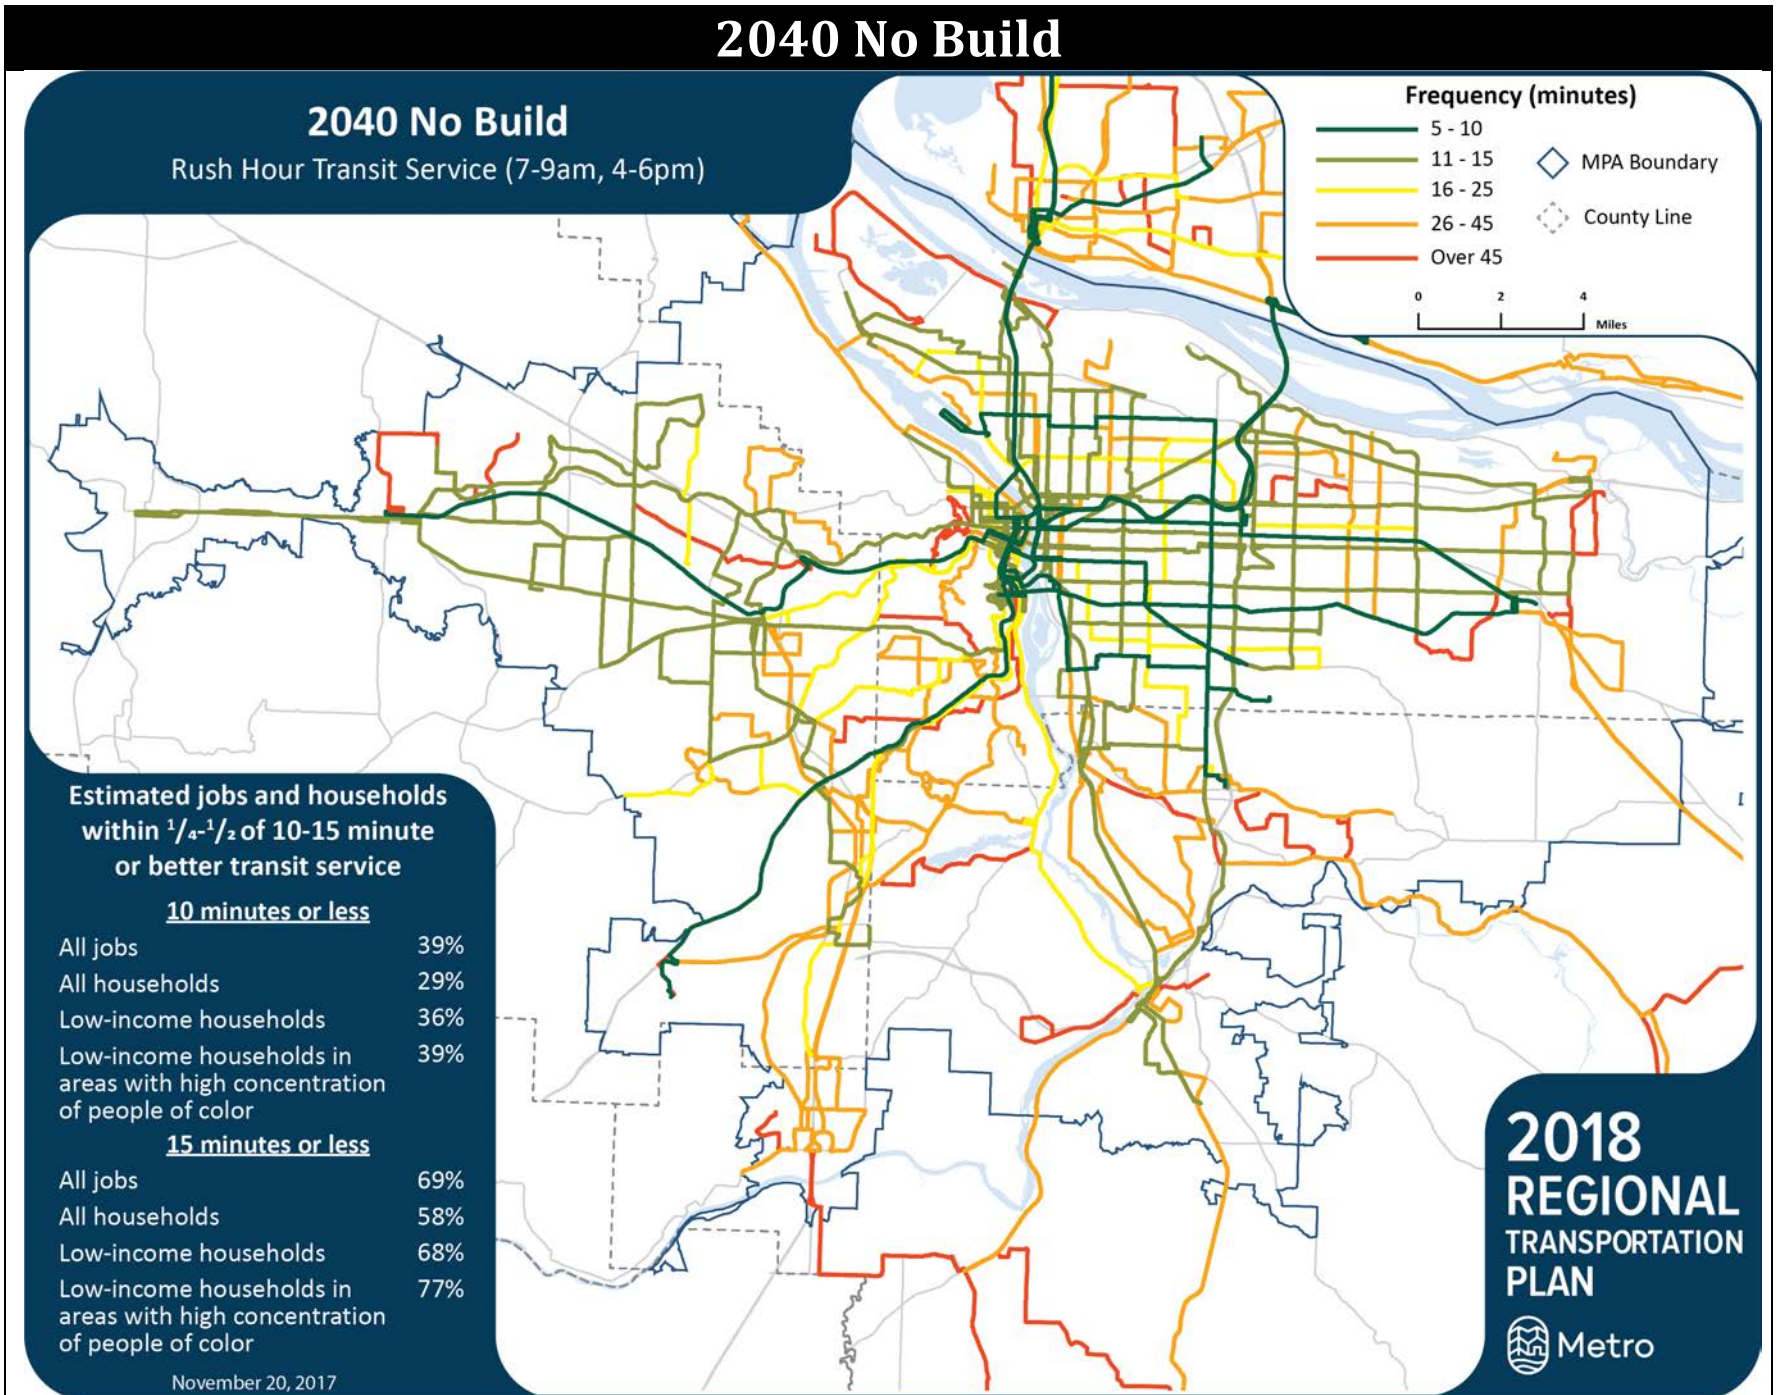 2040 No Build
2040 No Build
Rush Hour Transit Service (7-9am, 4-6pm)
Frequency (minutes)
5 - 10
11 - 15
16 - 25
26 - 45
Over 45
MPA Boundary
County Line
0 2 4
Miles
Estimated jobs and households
within 1/4-1/2 of 10-15 minute
or better transit service
10 minutes or less
All jobs 39%
All households 29%
Low-income households 36%
Low-income households in 39%
areas with high concentration
of people of color
15 minutes or less
All jobs 69%
All households 58%
Low-income households 68%
Low-income households in 77%
areas with high concentration
of people of color
November 20, 2017
2018
REGIONAL
TRANSPORTATION
PLAN
Metro